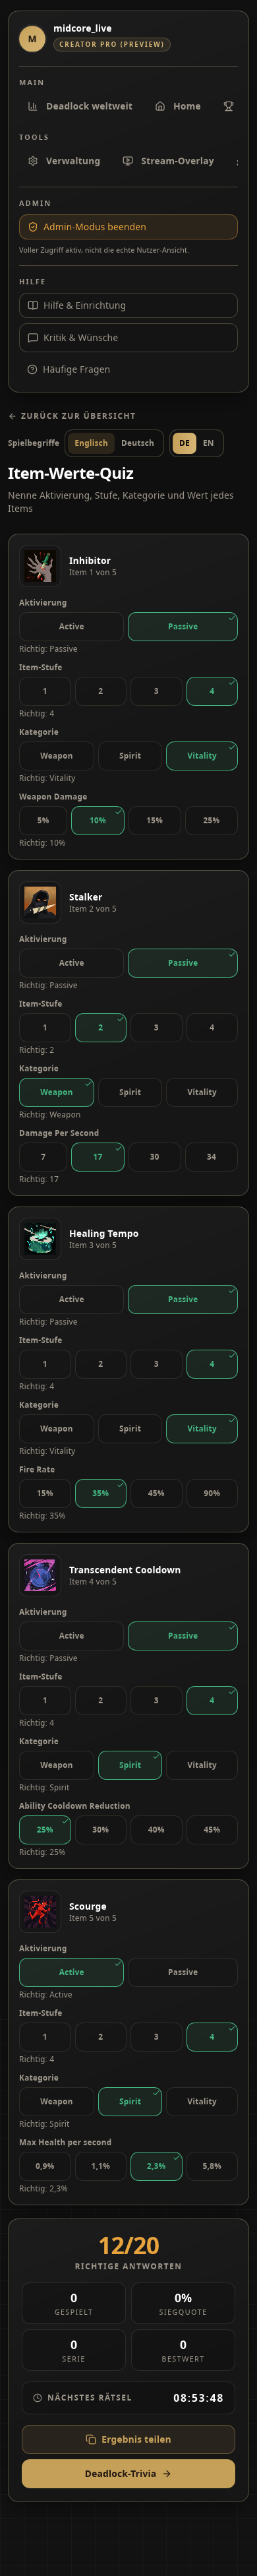 M
midcore_live
CREATOR PRO (PREVIEW)
MAIN
Deadlock weltweit
Home
TOOLS
Verwaltung
Stream-Overlay
ADMIN
Admin-Modus beenden
Voller Zugriff aktiv, nicht die echte Nutzer-Ansicht.
HILFE
Hilfe & Einrichtung
Kritik & Wünsche
Häufige Fragen
ZURÜCK ZUR ÜBERSICHT
Spielbegriffe Englisch Deutsch DE EN
Item-Werte-Quiz
Nenne Aktivierung, Stufe, Kategorie und Wert jedes
Items
Inhibitor
Item 1 von 5
Aktivierung
Active Passive
Richtig: Passive
Item-Stufe
1 2 3 4
Richtig: 4
Kategorie
Weapon Spirit Vitality
Richtig: Vitality
Weapon Damage
5% 10% 15% 25%
Richtig: 10%
Stalker
Item 2 von 5
Aktivierung
Active Passive
Richtig: Passive
Item-Stufe
1 2 3 4
Richtig: 2
Kategorie
Weapon Spirit Vitality
Richtig: Weapon
Damage Per Second
7 17 30 34
Richtig: 17
Healing Tempo
Item 3 von 5
Aktivierung
Active Passive
Richtig: Passive
Item-Stufe
1 2 3 4
Richtig: 4
Kategorie
Weapon Spirit Vitality
Richtig: Vitality
Fire Rate
15% 35% 45% 90%
Richtig: 35%
Transcendent Cooldown
Item 4 von 5
Aktivierung
Active Passive
Richtig: Passive
Item-Stufe
1 2 3 4
Richtig: 4
Kategorie
Weapon Spirit Vitality
Richtig: Spirit
Ability Cooldown Reduction
25% 30% 40% 45%
Richtig: 25%
Scourge
Item 5 von 5
Aktivierung
Active Passive
Richtig: Active
Item-Stufe
1 2 3 4
Richtig: 4
Kategorie
Weapon Spirit Vitality
Richtig: Spirit
Max Health per second
0,9% 1,1% 2,3% 5,8%
Richtig: 2,3%
12/20
RICHTIGE ANTWORTEN
0 0%
GESPIELT SIEGQUOTE
0 0
SERIE BESTWERT
NÄCHSTES RÄTSEL 08:53:48
Ergebnis teilen
Deadlock-Trivia